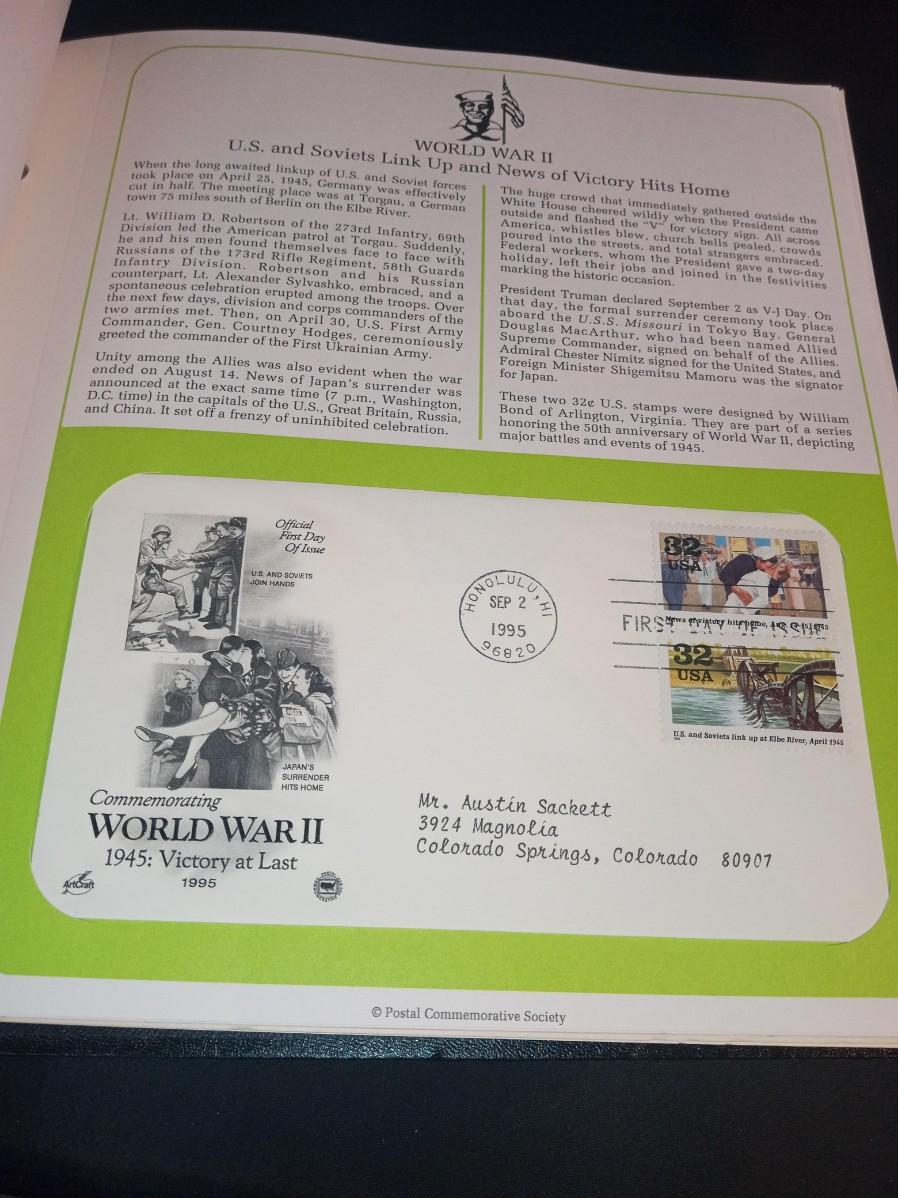 WORLD WAR II
U.S. and Soviets Link Up and News of Victory Hits Home
When the long awaited linkup of U.S. and Soviet forces
took place on April 25, 1945, Germany was effectively
cut in half. The meeting place was at Torgau, a German
town 75 miles south of Berlin on the Elbe River.
Lt. William D. Robertson of the 273rd Infantry, 69th
Division led the American patrol at Torgau. Suddenly,
he and his men found themselves face to face with
Russians of the 173rd Rifle Regiment, 58th Guards
Infantry Division. Robertson and his Russian
counterpart, Lt. Alexander Sylvashko, embraced, and a
spontaneous celebration erupted among the troops. Over
the next few days, division and corps commanders of the
two armies met. Then, on April 30, U.S. First Army
Commander, Gen. Courtney Hodges, ceremoniously
greeted the commander of the First Ukrainian Army.
Unity among the Allies was also evident when the war
ended on August 14. News of Japan's surrender was
announced at the exact same time (7 p.m., Washington,
D.C. time) in the capitals of the U.S., Great Britain, Russia,
and China. It set off a frenzy of uninhibited celebration.
The huge crowd that immediately gathered outside the
White House cheered wildly when the President came
outside and flashed the "V" for victory sign. All across
America, whistles blew, church bells pealed, crowds
poured into the streets, and total strangers embraced.
Federal workers, whom the President gave a two-day
holiday, left their jobs and joined in the festivities
marking the historic occasion.
President Truman declared September 2 as V-J Day. On
that day, the formal surrender ceremony took place
aboard the U.S.S. Missouri in Tokyo Bay. General
Douglas MacArthur, who had been named Allied
Supreme Commander, signed on behalf of the Allies.
Admiral Chester Nimitz signed for the United States, and
Foreign Minister Shigemitsu Mamoru was the signator
for Japan.
These two 32¢ U.S. stamps were designed by William
Bond of Arlington, Virginia. They are part of a series
honoring the 50th anniversary of World War II, depicting
major battles and events of 1945.
Official
First Day
Of Issue
U.S. AND SOVIETS
JOIN HANDS
JAPAN'S
SURRENDER
HITS HOME
Commemorating
WORLD WAR II
1945: Victory at Last
1995
ArtCraft
HONOLULU, HI
SEP 2
1995
96820
32
USA
News of victory hits home, Aug. 14-15, 1945
FIRST DAY OF ISSUE
32
USA
U.S. and Soviets link up at Elbe River, April 1945
Mr. Austin Sackett
3924 Magnolia
Colorado Springs, Colorado 80907
© Postal Commemorative Society